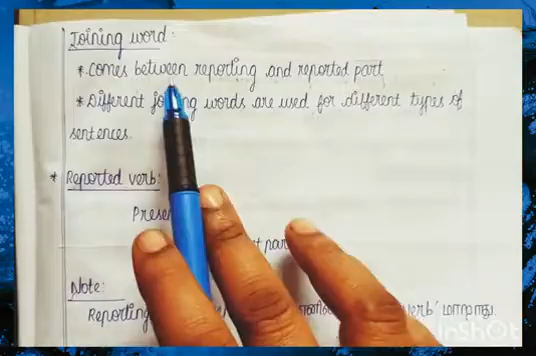 Joining word:
* Comes between reporting and reported part
* Different joining words are used for different types of
sentences.
* Reported verb:
Prese
t par
Note:
Reporting verb' மாறாது.
InShot